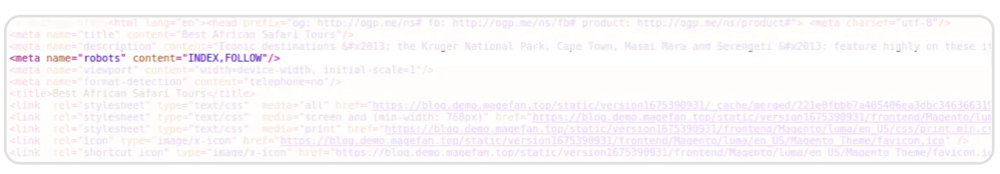 <html lang="en"><head prefix="og: http://ogp.me/ns# fb: http://ogp.me/ns/fb# product: http://ogp.me/ns/product#"> <meta charset="utf-8"/>
<meta name="title" content="Best African Safari Tours"/>
<meta name="description" content="Iconic destinations &#x2013; the Kruger National Park, Cape Town, Masai Mara and Serengeti &#x2013; feature highly on these
<meta name="robots" content="INDEX,FOLLOW"/>
<meta name="viewport" content="width=device-width, initial-scale=1"/>
<meta name="format-detection" content="telephone=no"/>
<title>Best African Safari Tours</title>
<link rel="stylesheet" type="text/css" media="all" href="https://blog.demo.magefan.top/static/version1675390931/_cache/merged/221e0fbbb7a405406ea3dbc346366319
<link rel="stylesheet" type="text/css" media="screen and (min-width: 768px)" href="https://blog.demo.magefan.top/static/version1675390931/frontend/Magento/lum
<link rel="stylesheet" type="text/css" media="print" href="https://blog.demo.magefan.top/static/version1675390931/frontend/Magento/luma/en_US/css/print.min.cs
<link rel="icon" type="image/x-icon" href="https://blog.demo.magefan.top/static/version1675390931/frontend/Magento/luma/en_US/Magento_Theme/favicon.ico" />
<link rel="shortcut icon" type="image/x-icon" href="https://blog.demo.magefan.top/static/version1675390931/frontend/Magento/luma/en_US/Magento_Theme/favicon.ic